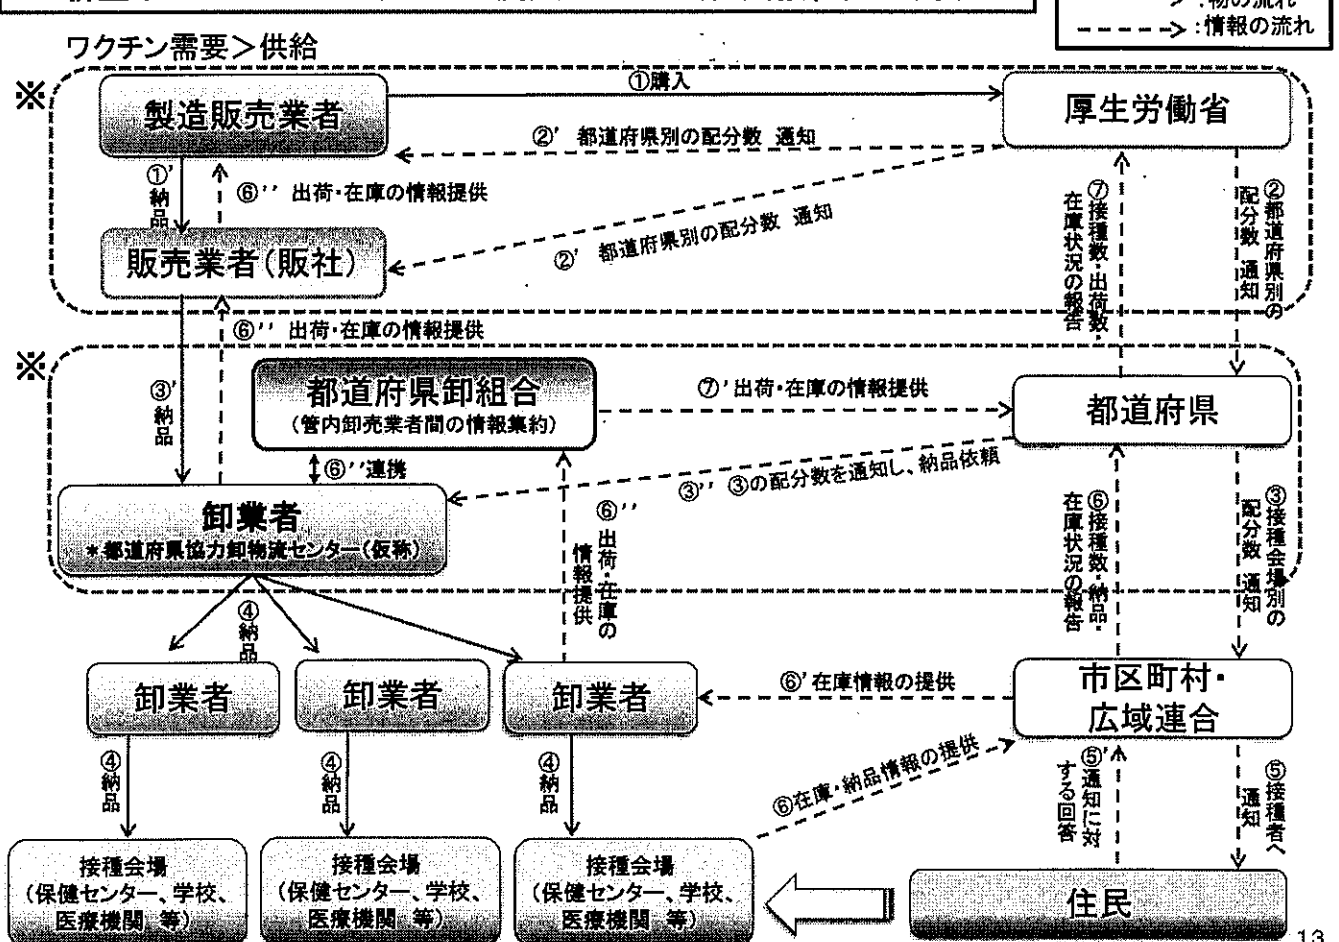 :物の流れ
:情報の流れ
ワクチン需要>供給
※
製造販売業者
①購入
厚生労働省
②' 都道府県別の配分数 通知
①'納品
⑥'' 出荷・在庫の情報提供
②' 都道府県別の配分数 通知
販売業者(販社)
⑦接種数・出荷数・
在庫状況の報告
②都道府県別の
配分数 通知
⑥'' 出荷・在庫の情報提供
※
③'納品
都道府県卸組合
(管内卸売業者間の情報集約)
⑦'出荷・在庫の情報提供
都道府県
⑥''連携
③'' ③の配分数を通知し、納品依頼
卸業者
*都道府県協力卸物流センター(仮称)
⑥''出荷・在庫の
情報提供
⑥接種数・納品・
在庫状況の報告
③接種会場別の
配分数 通知
④納品
卸業者
卸業者
卸業者
⑥'在庫情報の提供
市区町村・
広域連合
④納品
④納品
④納品
⑥在庫・納品情報の提供
⑤'通知に対
する回答
⑤接種者へ
通知
接種会場
(保健センター、学校、
医療機関 等)
接種会場
(保健センター、学校、
医療機関 等)
接種会場
(保健センター、学校、
医療機関 等)
住民
13